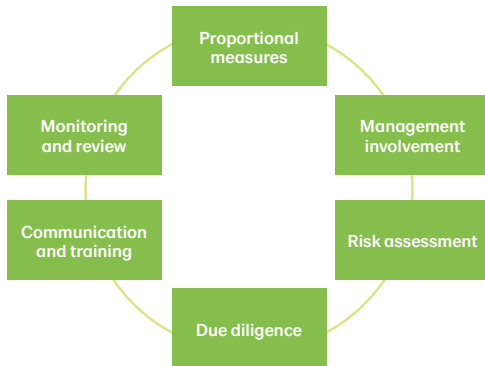 Proportional
measures
Management
involvement
Risk assessment
Due diligence
Communication
and training
Monitoring
and review